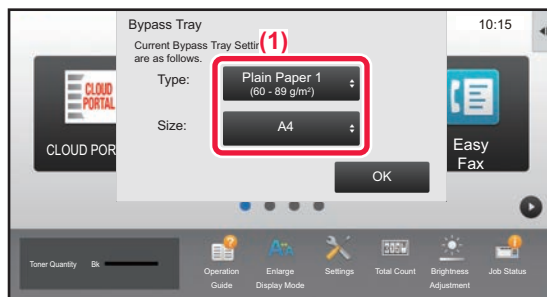 Bypass Tray
10:15
Current Bypass Tray Settin
(1)
are as follows.
Type:
Plain Paper 1
(60 - 89 g/m²)
Size:
A4
OK
CLOUD
PORTAL
CLOUD POR
Easy
Fax
Toner Quantity
Bk
Operation
Guide
Enlarge
Display Mode
Settings
Total Count
Brightness
Adjustment
Job Status